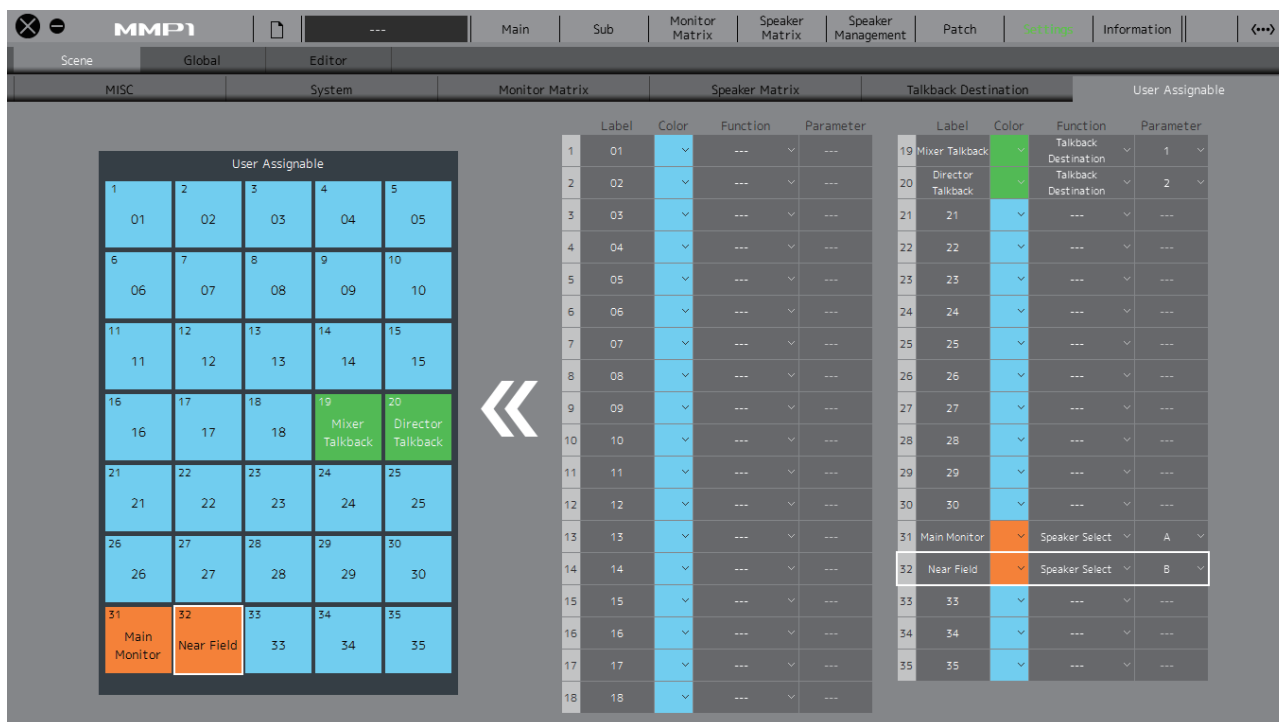 MMP1 --- Main Sub Monitor Matrix Speaker Matrix Speaker Management Patch Settings Information
Scene Global Editor
MISC System Monitor Matrix Speaker Matrix Talkback Destination User Assignable
User Assignable
1 2 3 4 5
01 02 03 04 05
6 7 8 9 10
06 07 08 09 10
11 12 13 14 15
11 12 13 14 15
16 17 18 19 20
16 17 18 Mixer Talkback Director Talkback
21 22 23 24 25
21 22 23 24 25
26 27 28 29 30
26 27 28 29 30
31 32 33 34 35
Main Monitor Near Field 33 34 35
Label Color Function Parameter
1 01 --- ---
2 02 --- ---
3 03 --- ---
4 04 --- ---
5 05 --- ---
6 06 --- ---
7 07 --- ---
8 08 --- ---
9 09 --- ---
10 10 --- ---
11 11 --- ---
12 12 --- ---
13 13 --- ---
14 14 --- ---
15 15 --- ---
16 16 --- ---
17 17 --- ---
18 18 --- ---
Label Color Function Parameter
19 Mixer Talkback Talkback Destination 1
20 Director Talkback Talkback Destination 2
21 21 --- ---
22 22 --- ---
23 23 --- ---
24 24 --- ---
25 25 --- ---
26 26 --- ---
27 27 --- ---
28 28 --- ---
29 29 --- ---
30 30 --- ---
31 Main Monitor Speaker Select A
32 Near Field Speaker Select B
33 33 --- ---
34 34 --- ---
35 35 --- ---